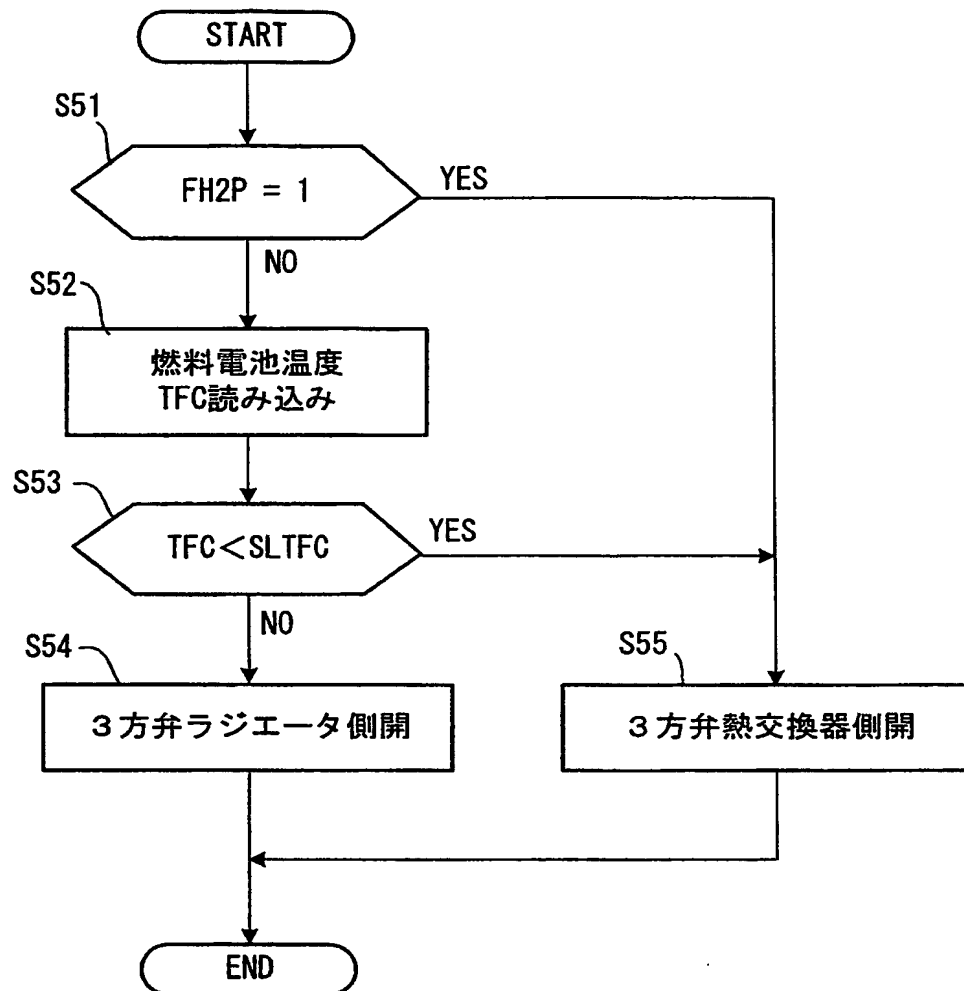 START
S51
FH2P = 1
YES
NO
S52
燃料電池温度
TFC読み込み
S53
TFC<SLTFC
YES
NO
S54
3方弁ラジエータ側開
S55
3方弁熱交換器側開
END